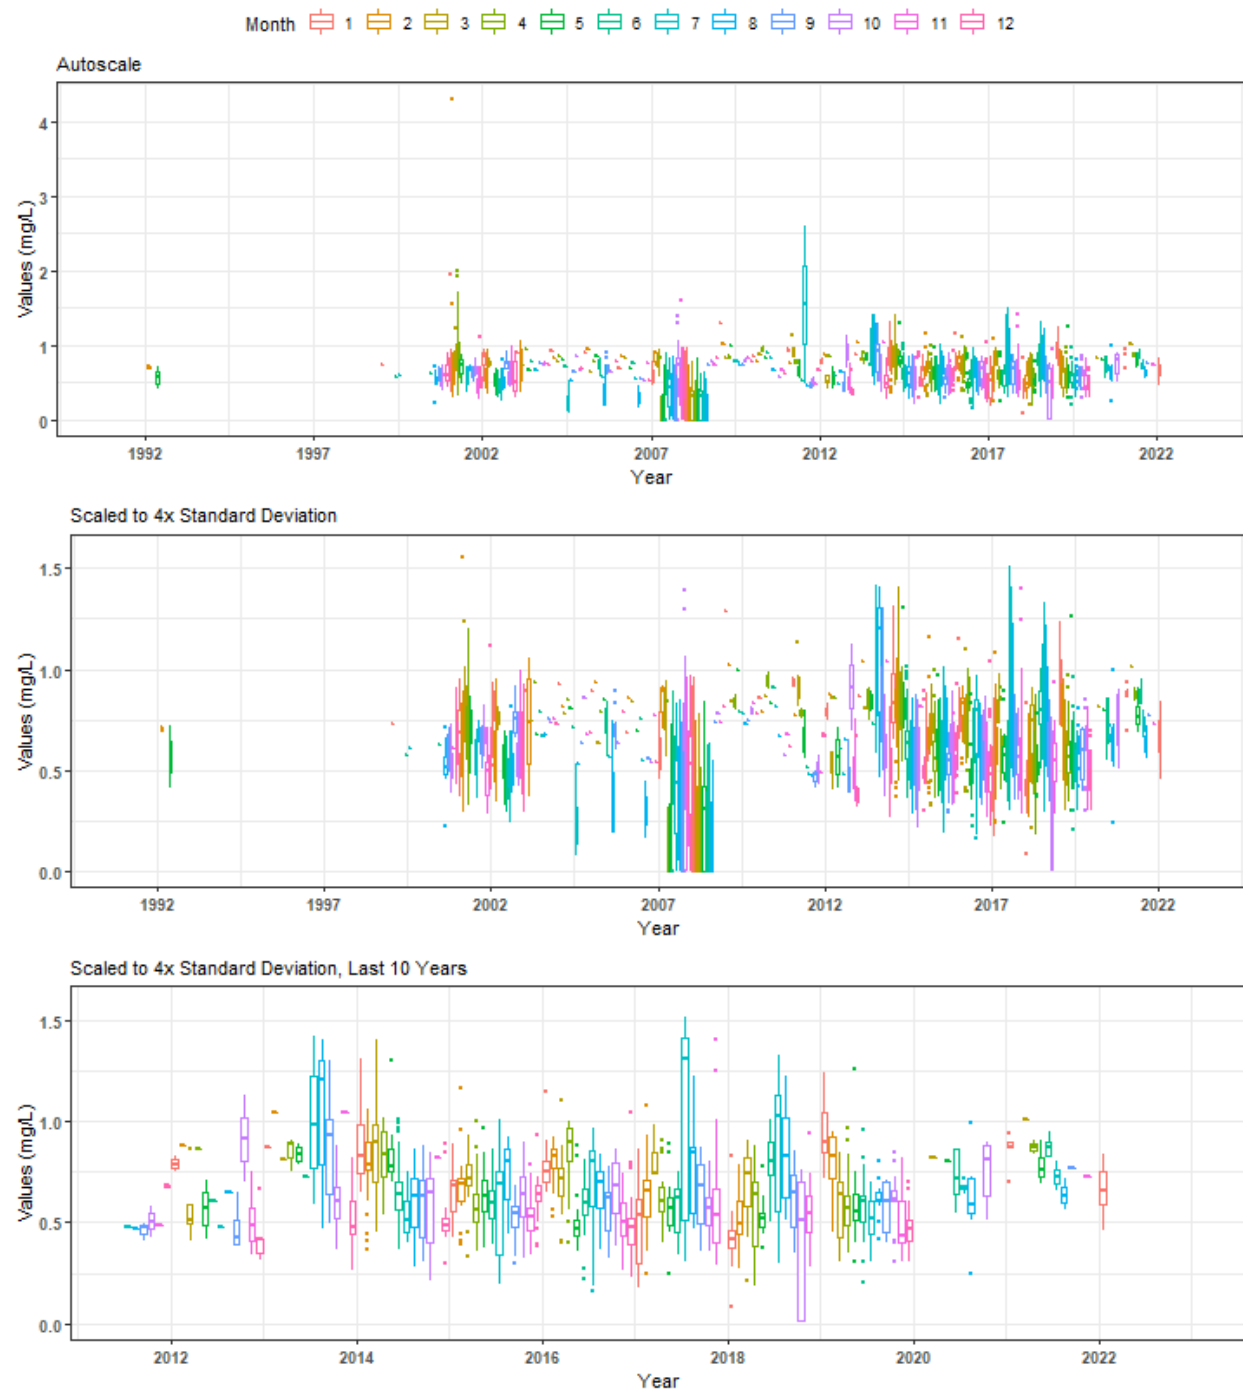 Month 1 2 3 4 5 6 7 8 9 10 11 12
Autoscale
Values (mg/L)
4
3
2
1
0
1992 1997 2002 2007 2012 2017 2022
Year
Scaled to 4x Standard Deviation
Values (mg/L)
1.5
1.0
0.5
0.0
1992 1997 2002 2007 2012 2017 2022
Year
Scaled to 4x Standard Deviation, Last 10 Years
Values (mg/L)
1.5
1.0
0.5
0.0
2012 2014 2016 2018 2020 2022
Year